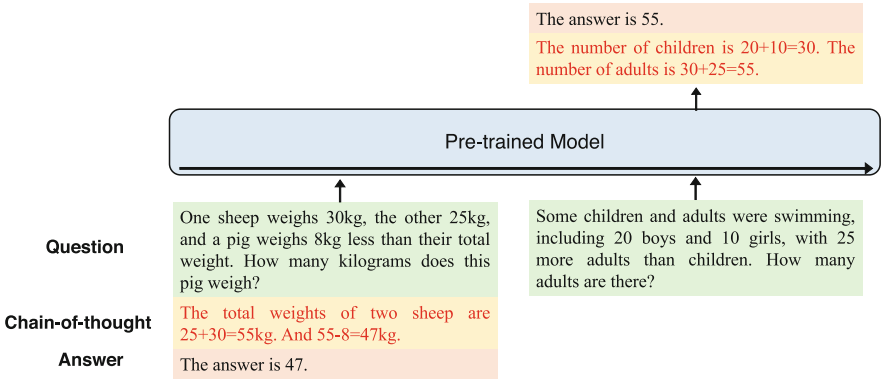 The answer is 55.
The number of children is 20+10=30. The
number of adults is 30+25=55.
Pre-trained Model
Question
One sheep weighs 30kg, the other 25kg,
and a pig weighs 8kg less than their total
weight. How many kilograms does this
pig weigh?
Some children and adults were swimming,
including 20 boys and 10 girls, with 25
more adults than children. How many
adults are there?
Chain-of-thought
The total weights of two sheep are
25+30=55kg. And 55-8=47kg.
Answer
The answer is 47.